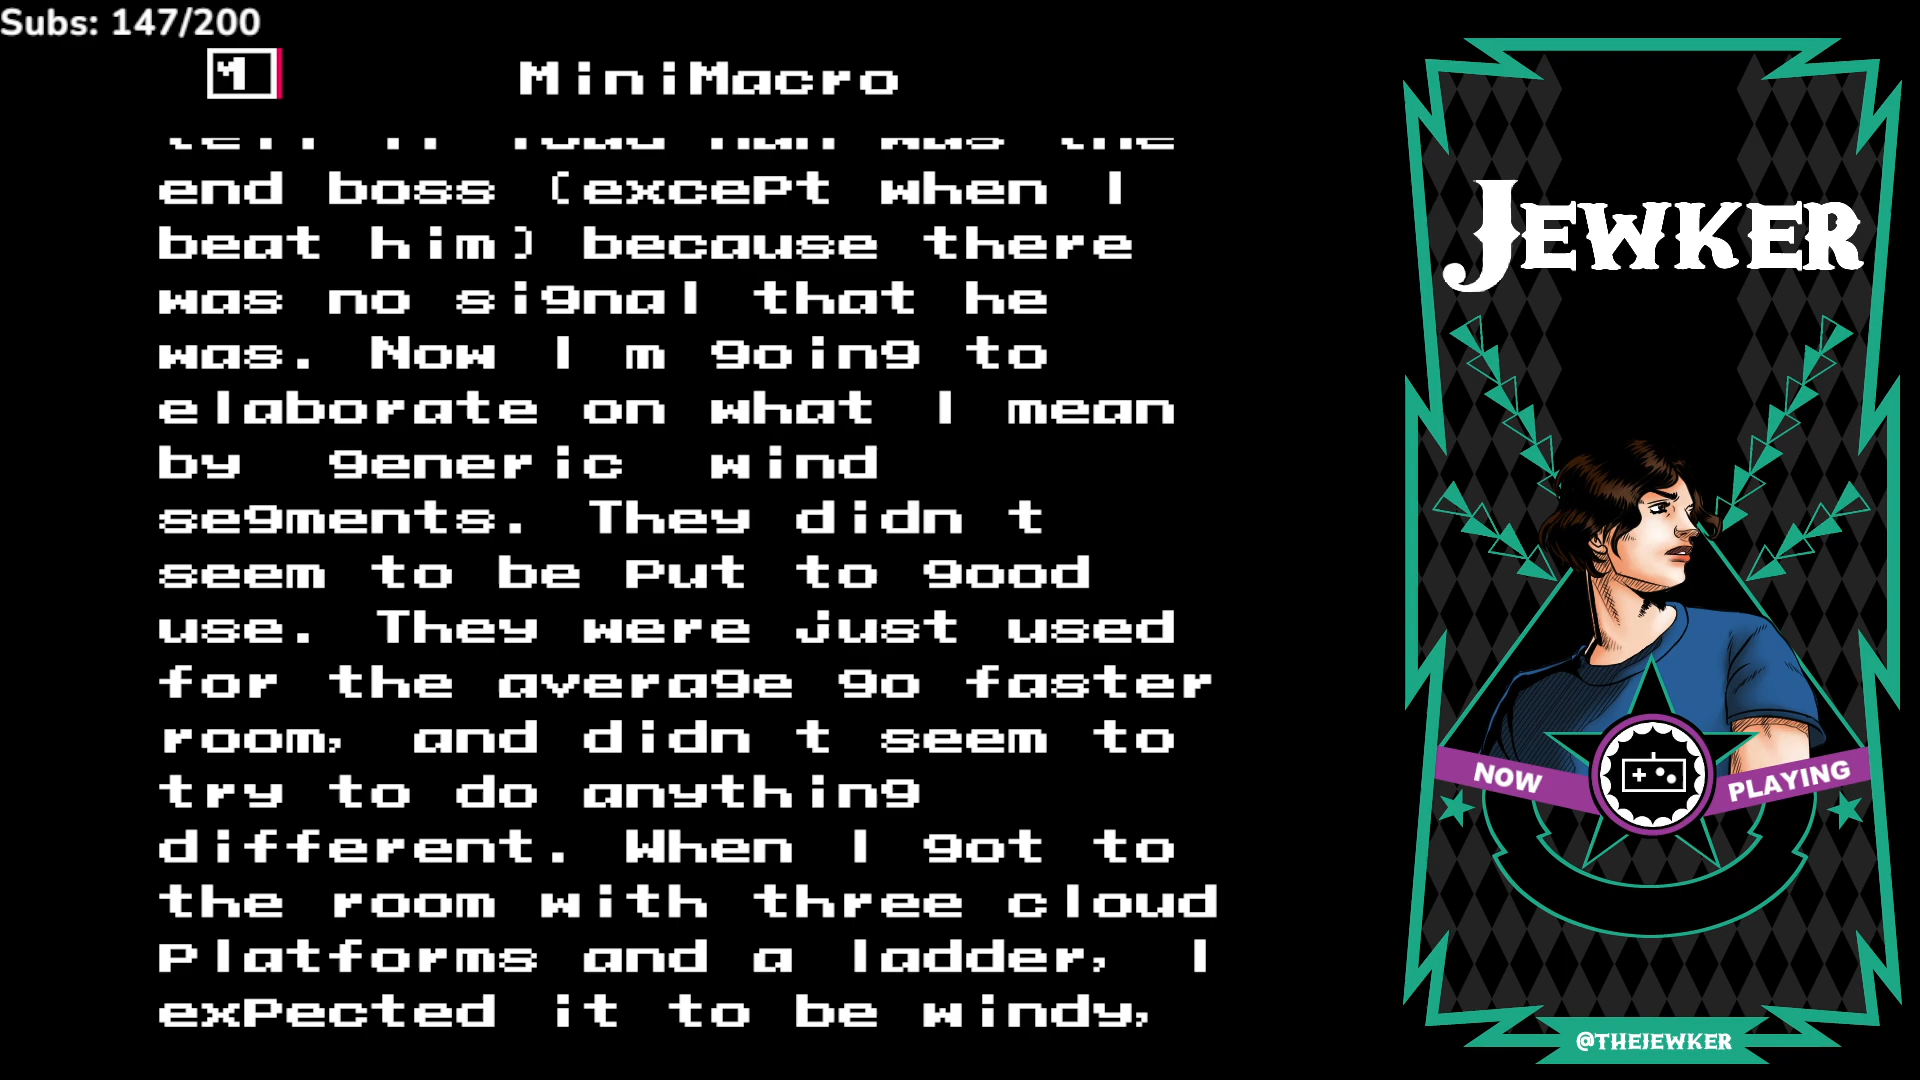 Subs: 147/200
MiniMacro
end boss (except when I
beat him) because there
was no signal that he
was. Now I m going to
elaborate on what I mean
by generic wind
segments. They didn t
seem to be put to good
use. They were just used
for the average go faster
room, and didn t seem to
try to do anything
different. When I got to
the room with three cloud
platforms and a ladder, I
expected it to be windy,
JEWKER
NOW PLAYING
@THEJEWKER